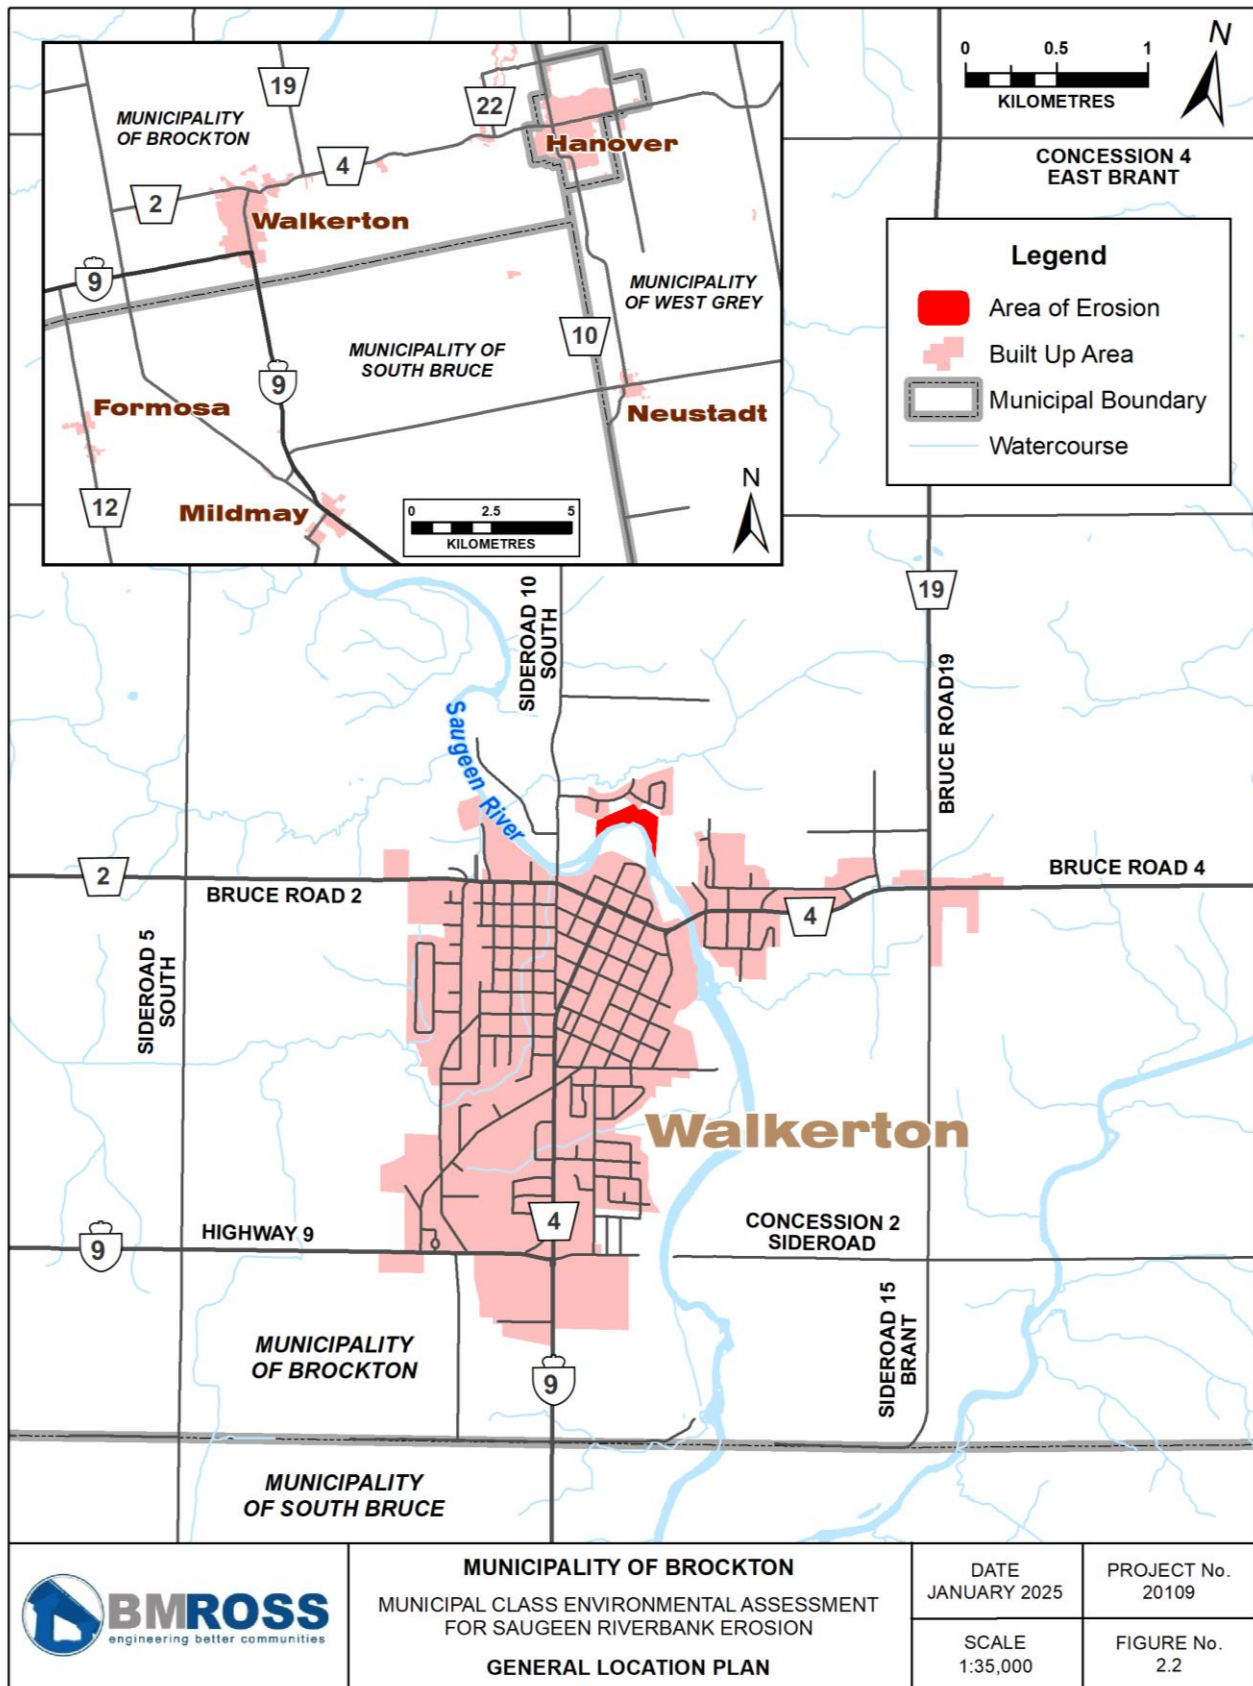 MUNICIPALITY
OF BROCKTON
19
22
Hanover
4
2
Walkerton
9
MUNICIPALITY
OF WEST GREY
10
MUNICIPALITY OF
SOUTH BRUCE
9
Formosa
Neustadt
12
Mildmay
0 2.5 5
KILOMETRES
N
0 0.5 1
KILOMETRES
N
CONCESSION 4
EAST BRANT
Legend
Area of Erosion
Built Up Area
Municipal Boundary
Watercourse
SIDEROAD 10
SOUTH
19
BRUCE ROAD19
Saugeen River
2
BRUCE ROAD 2
BRUCE ROAD 4
4
SIDEROAD 5
SOUTH
Walkerton
9
HIGHWAY 9
4
CONCESSION 2
SIDEROAD
SIDEROAD 15
BRANT
MUNICIPALITY
OF BROCKTON
9
MUNICIPALITY
OF SOUTH BRUCE
BMROSS
engineering better communities
MUNICIPALITY OF BROCKTON
MUNICIPAL CLASS ENVIRONMENTAL ASSESSMENT
FOR SAUGEEN RIVERBANK EROSION
GENERAL LOCATION PLAN
DATE
JANUARY 2025
PROJECT No.
20109
SCALE
1:35,000
FIGURE No.
2.2